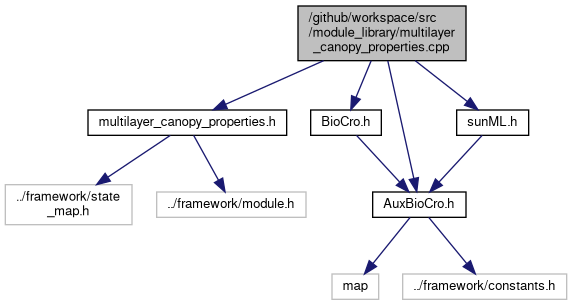 /github/workspace/src
/module_library/multilayer
_canopy_properties.cpp
multilayer_canopy_properties.h
BioCro.h
sunML.h
../framework/state
_map.h
../framework/module.h
AuxBioCro.h
map
../framework/constants.h